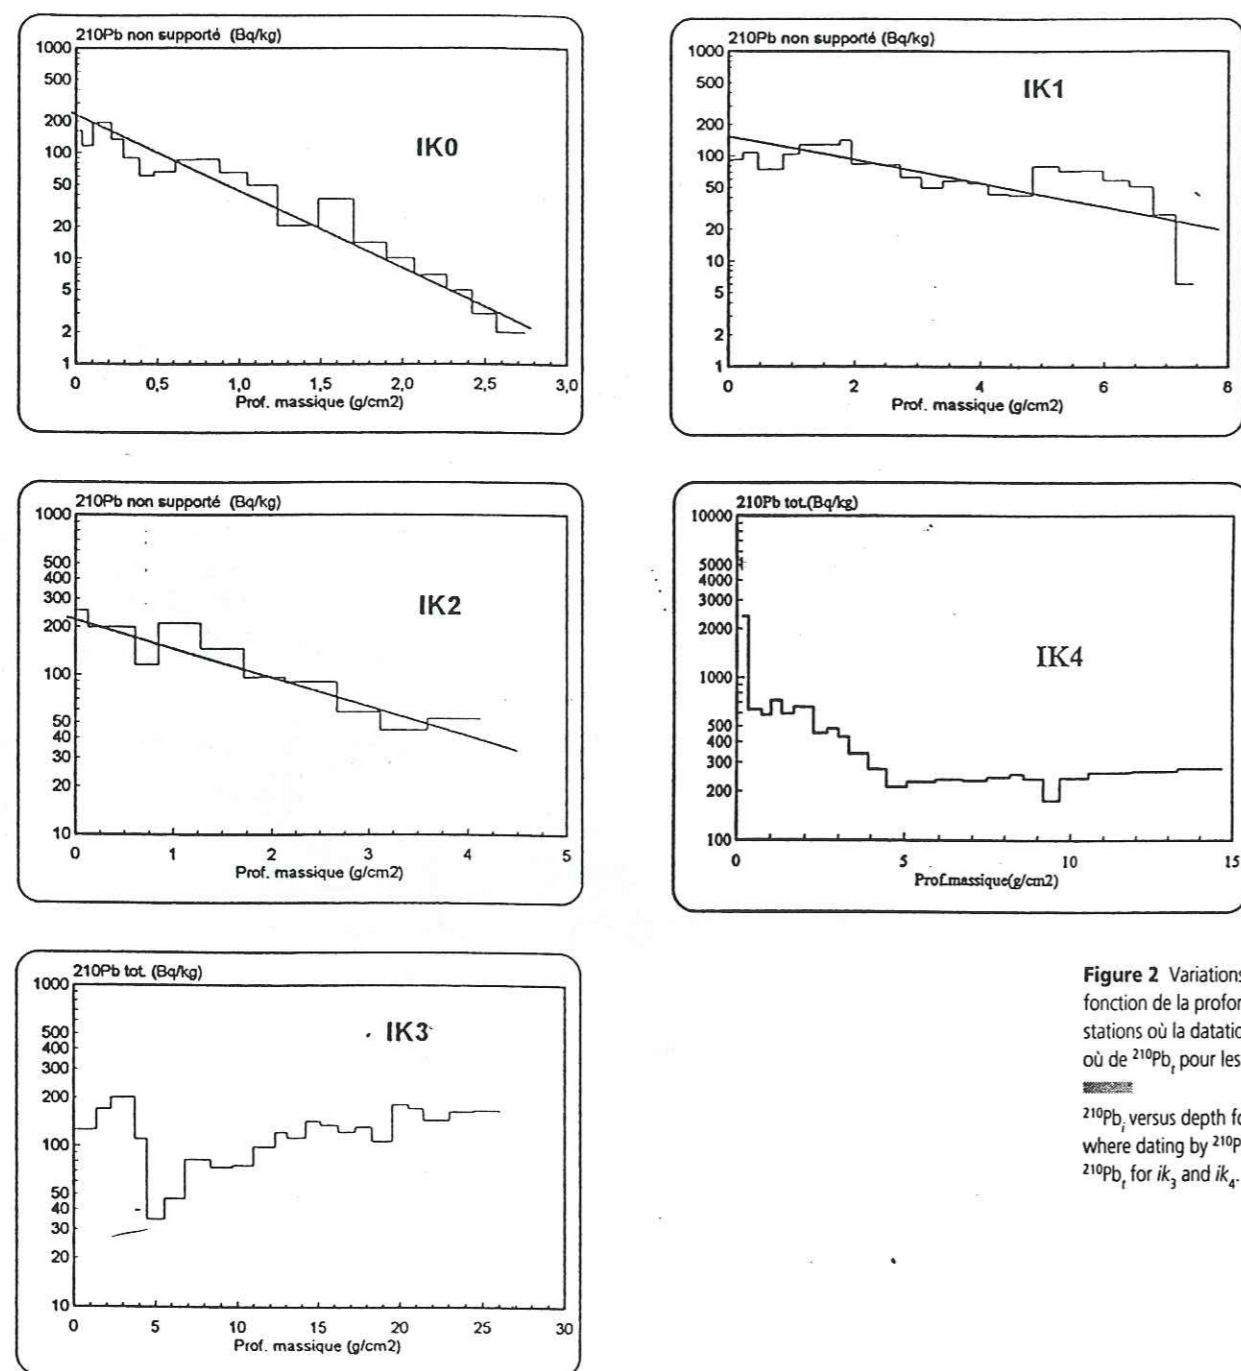 210Pb non supporté (Bq/kg)
1000
500
200
100
50
20
10
5
2
1
IK0
0 0,5 1,0 1,5 2,0 2,5 3,0
Prof. massique (g/cm2)
210Pb non supporté (Bq/kg)
1000
500
200
100
50
20
10
5
2
1
IK1
0 2 4 6 8
Prof. massique (g/cm2)
210Pb non supporté (Bq/kg)
1000
500
400
300
200
100
50
40
30
20
10
IK2
0 1 2 3 4 5
Prof. massique (g/cm2)
210Pb tot.(Bq/kg)
10000
5000
4000
3000
2000
1000
500
400
300
200
100
IK4
0 5 10 15
Prof.massique(g/cm2)
210Pb tot. (Bq/kg)
1000
500
400
300
200
100
50
40
30
20
10
IK3
0 5 10 15 20 25 30
Prof. massique (g/cm2)
Figure 2 Variations
fonction de la profon
stations où la datatio
où de ²¹⁰Pbₜ pour les
²¹⁰Pbᵢ versus depth fo
where dating by ²¹⁰P
²¹⁰Pbₜ for ik₃ and ik₄.